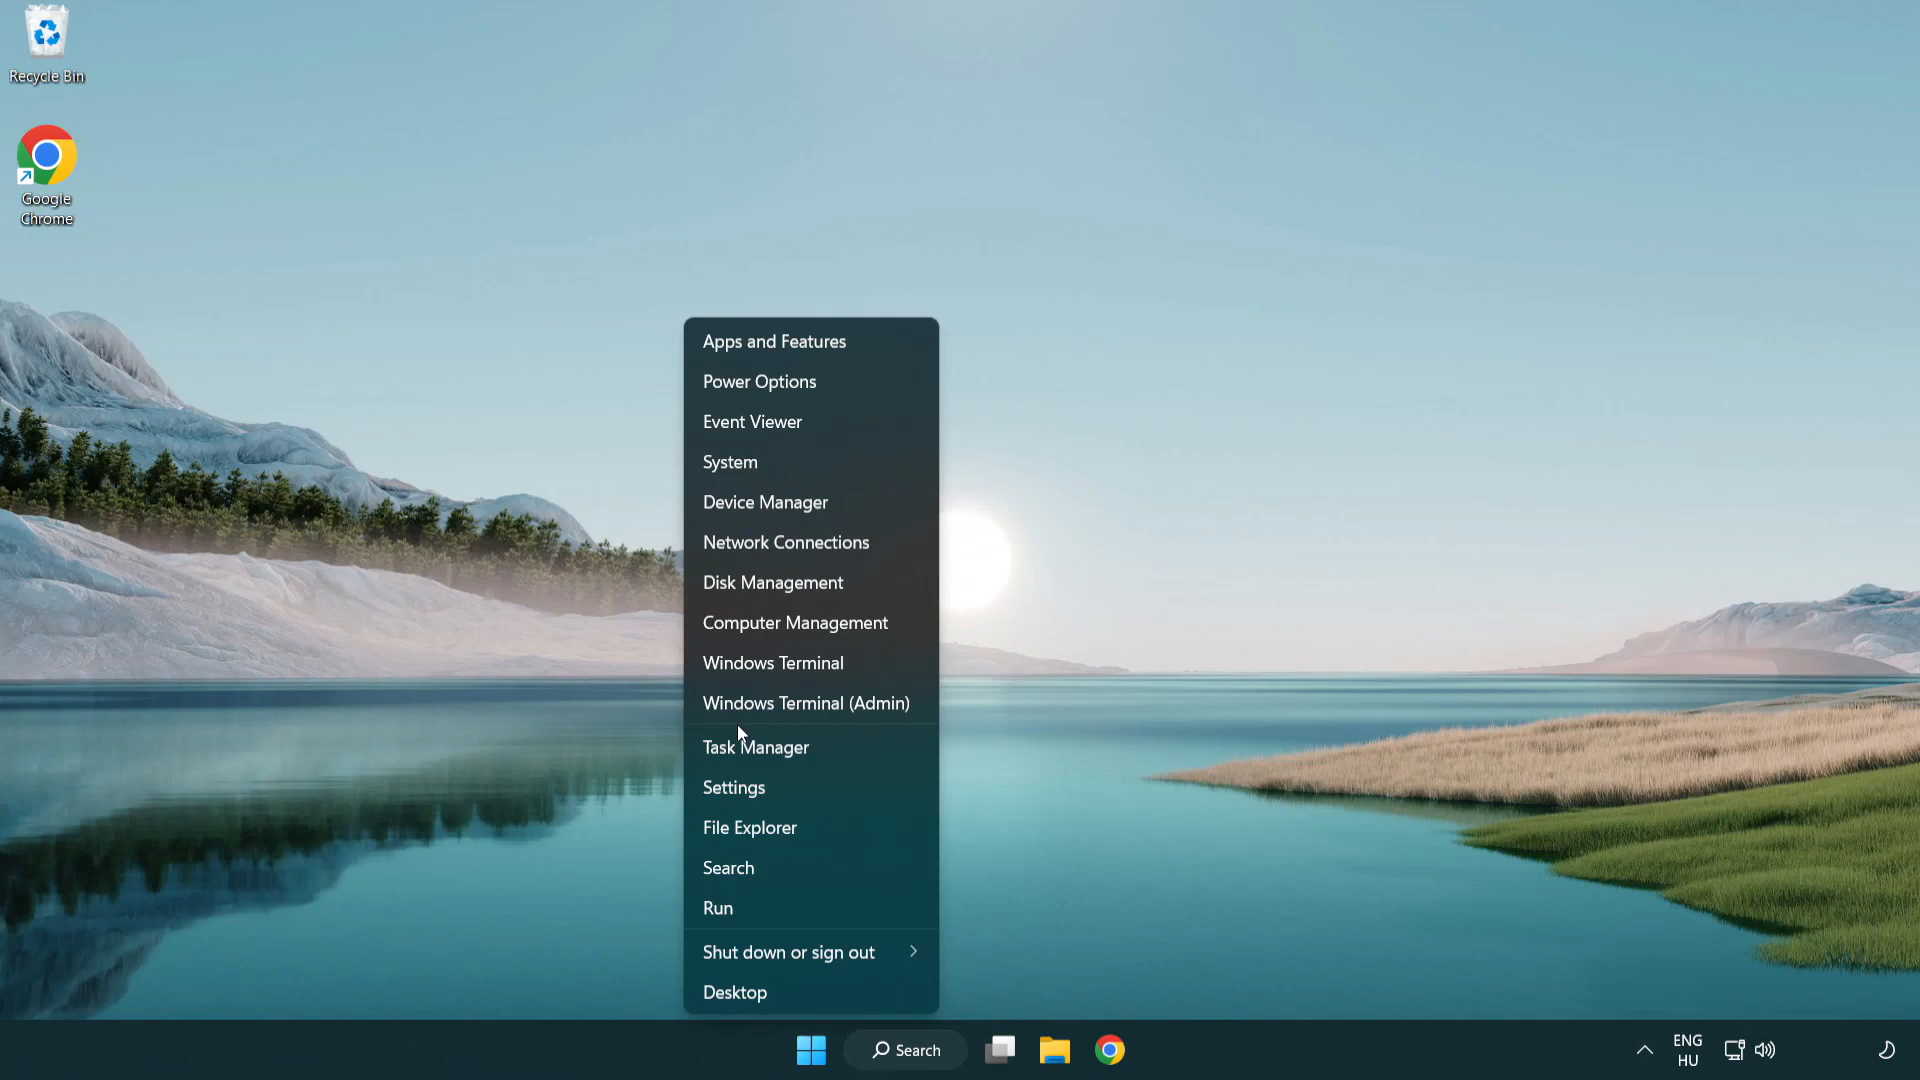 Recycle Bin
Google
Chrome
Apps and Features
Power Options
Event Viewer
System
Device Manager
Network Connections
Disk Management
Computer Management
Windows Terminal
Windows Terminal (Admin)
Task Manager
Settings
File Explorer
Search
Run
Shut down or sign out
Desktop
Search
ENG
HU